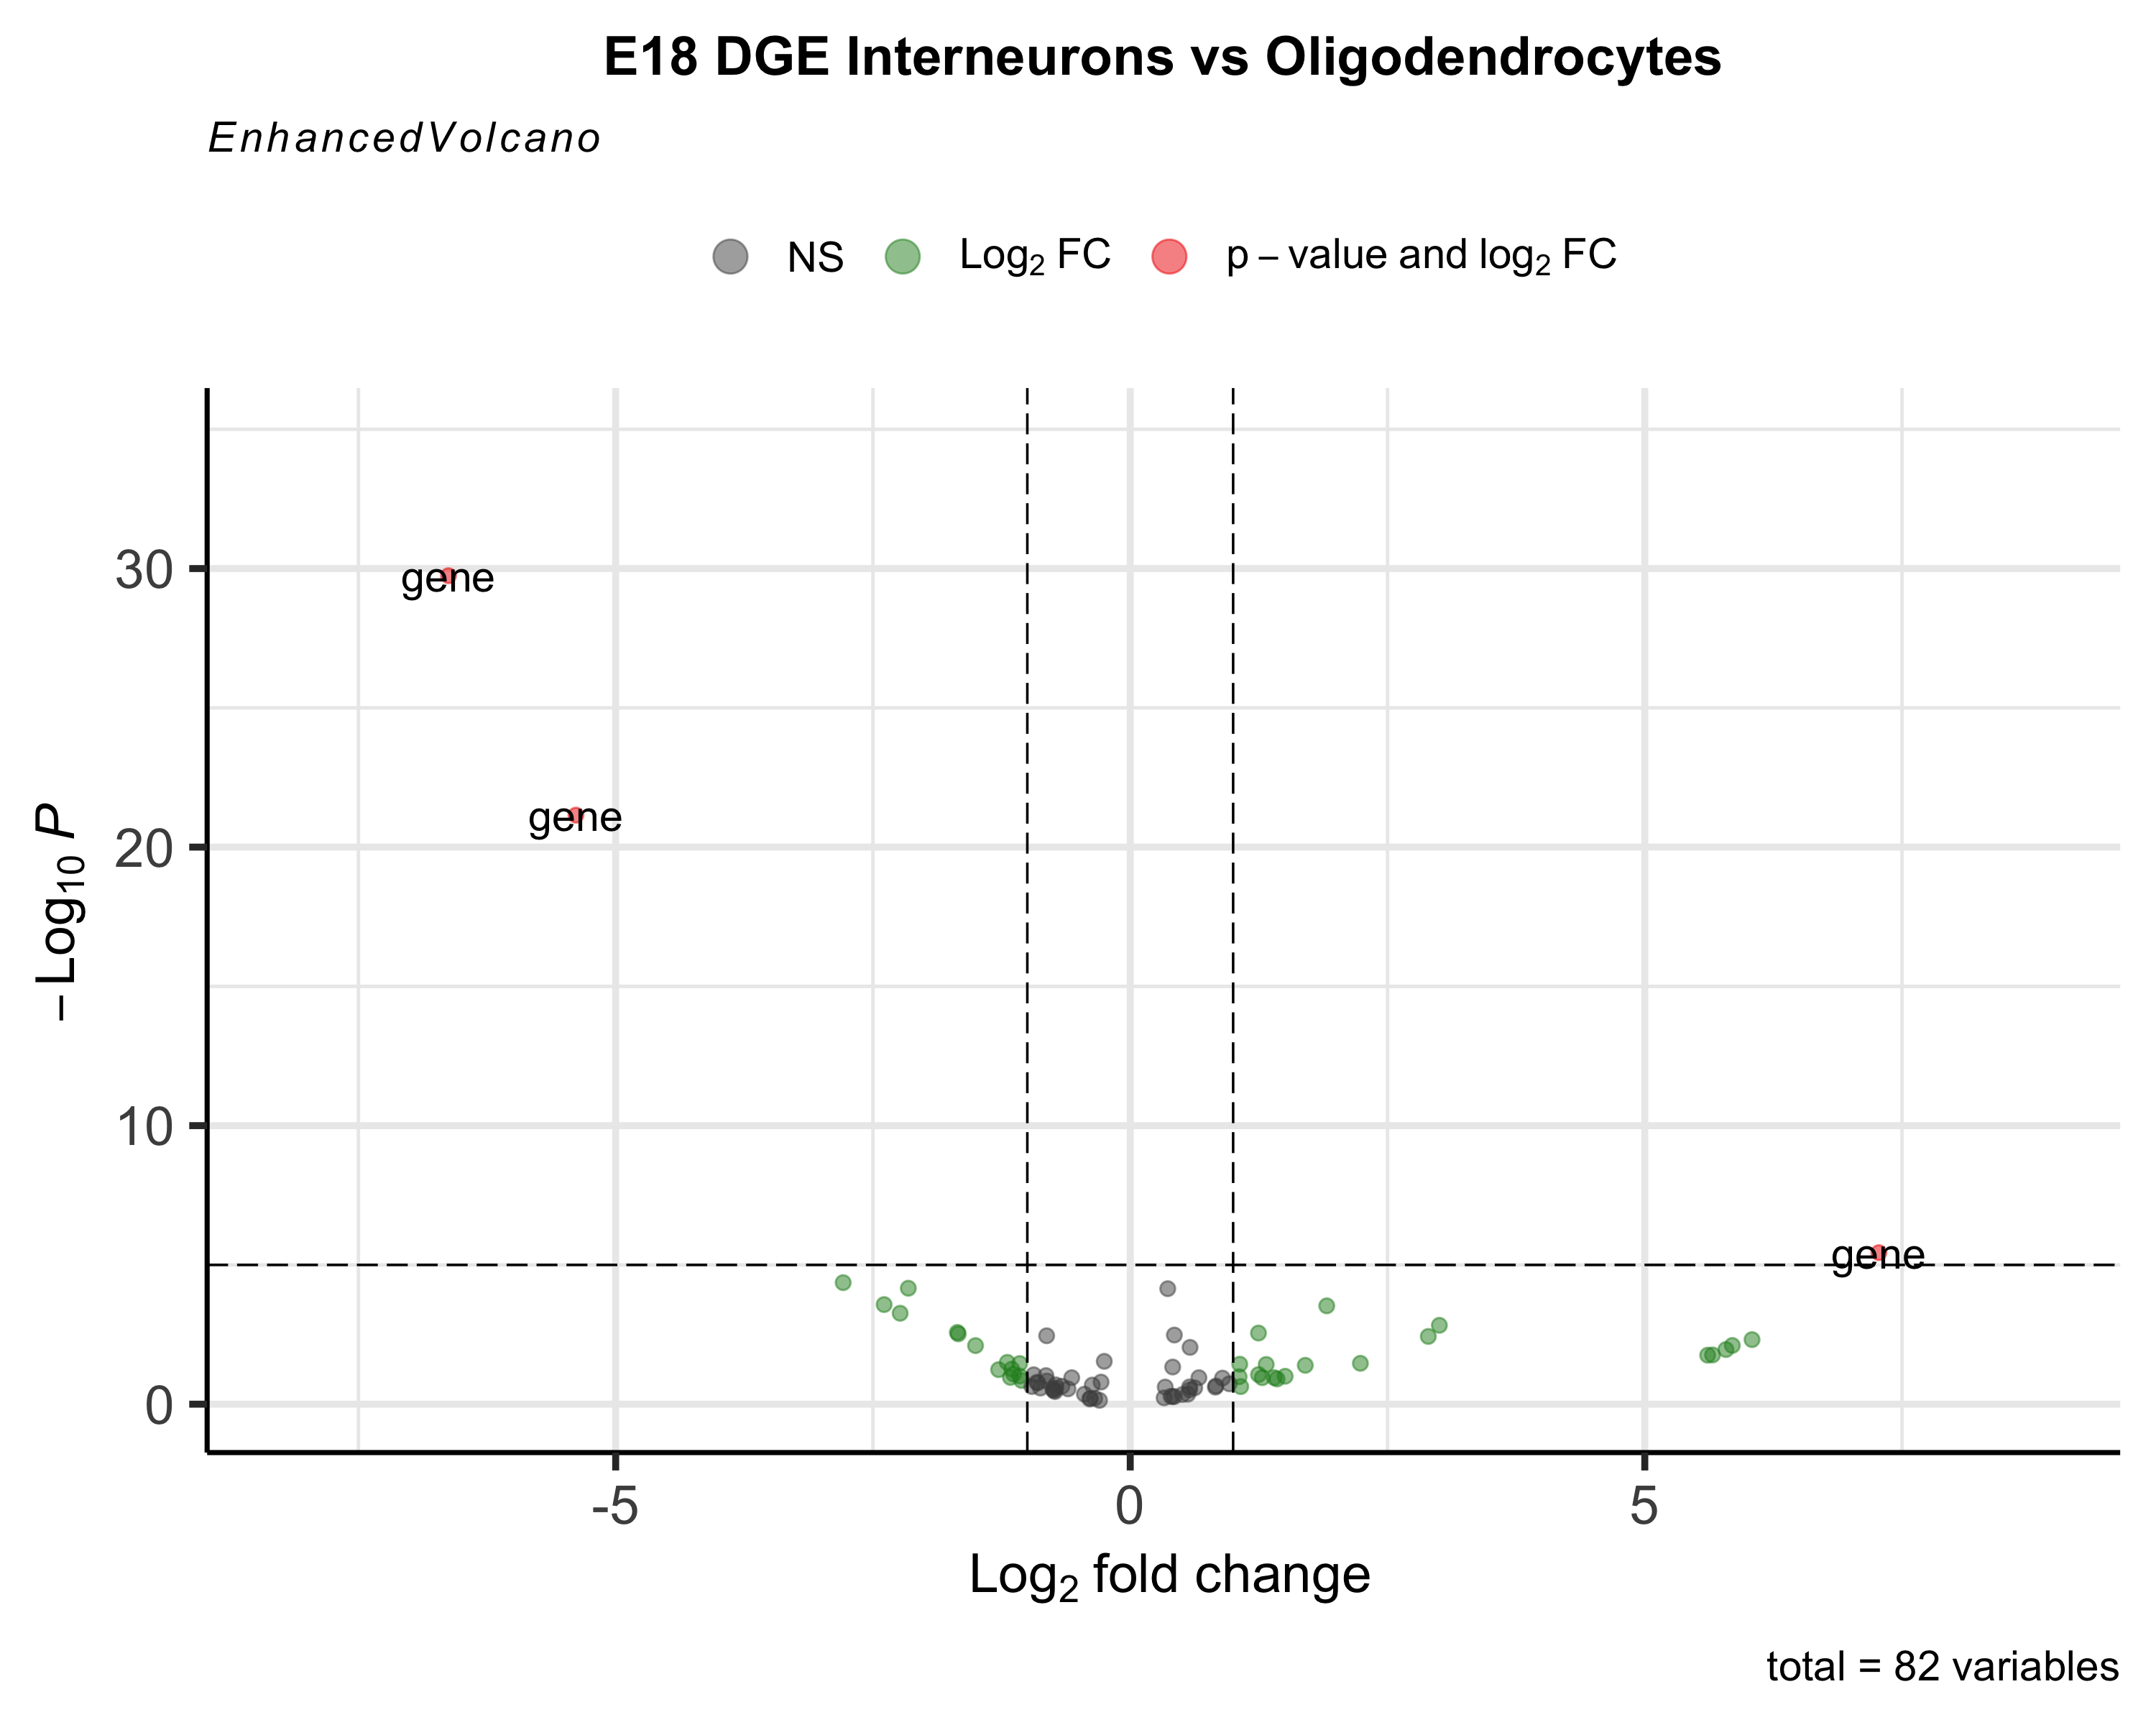 E18 DGE Interneurons vs Oligodendrocytes
EnhancedVolcano
NS Log₂ FC p – value and log₂ FC
30
20
10
0
– Log₁₀ P
gene
gene
gene
-5 0 5
Log₂ fold change
total = 82 variables